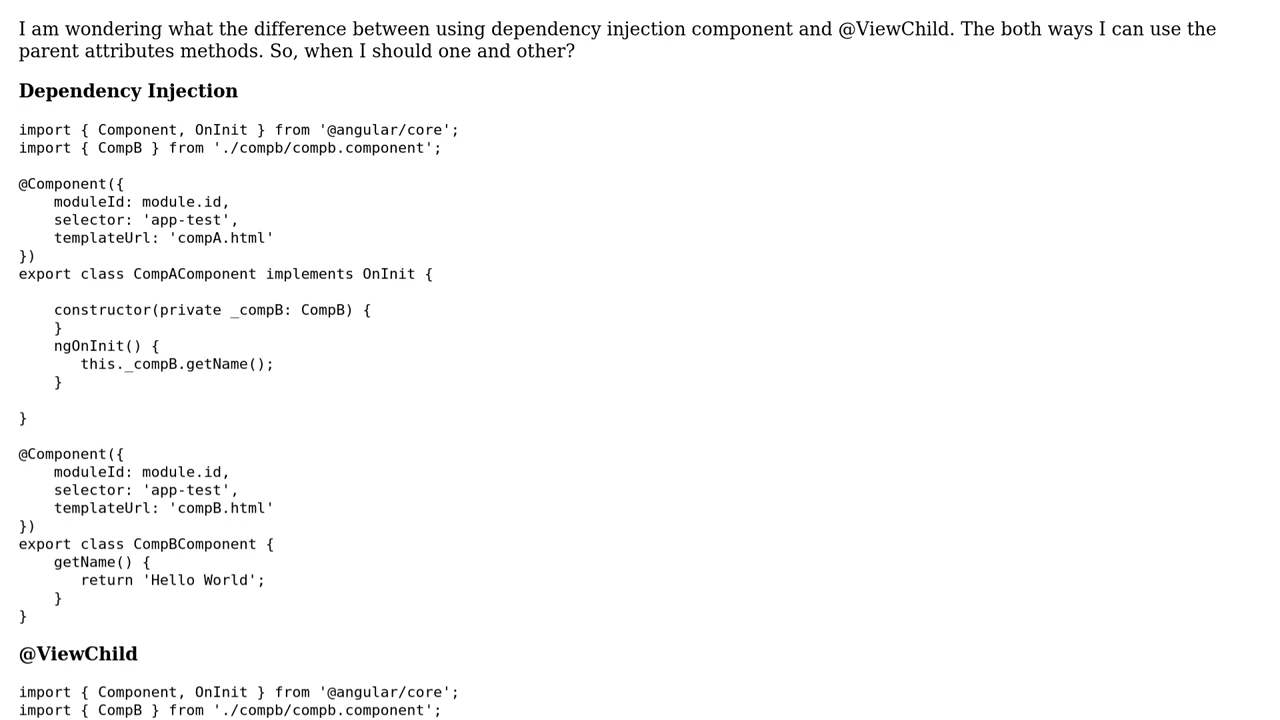 I am wondering what the difference between using dependency injection component and @ViewChild. The both ways I can use the
parent attributes methods. So, when I should one and other?
Dependency Injection
import { Component, OnInit } from '@angular/core';
import { CompB } from './compb/compb.component';
@Component({
    moduleId: module.id,
    selector: 'app-test',
    templateUrl: 'compA.html'
})
export class CompAComponent implements OnInit {
    constructor(private _compB: CompB) {
    }
    ngOnInit() {
       this._compB.getName();
    }
}
@Component({
    moduleId: module.id,
    selector: 'app-test',
    templateUrl: 'compB.html'
})
export class CompBComponent {
    getName() {
       return 'Hello World';
    }
}
@ViewChild
import { Component, OnInit } from '@angular/core';
import { CompB } from './compb/compb.component';